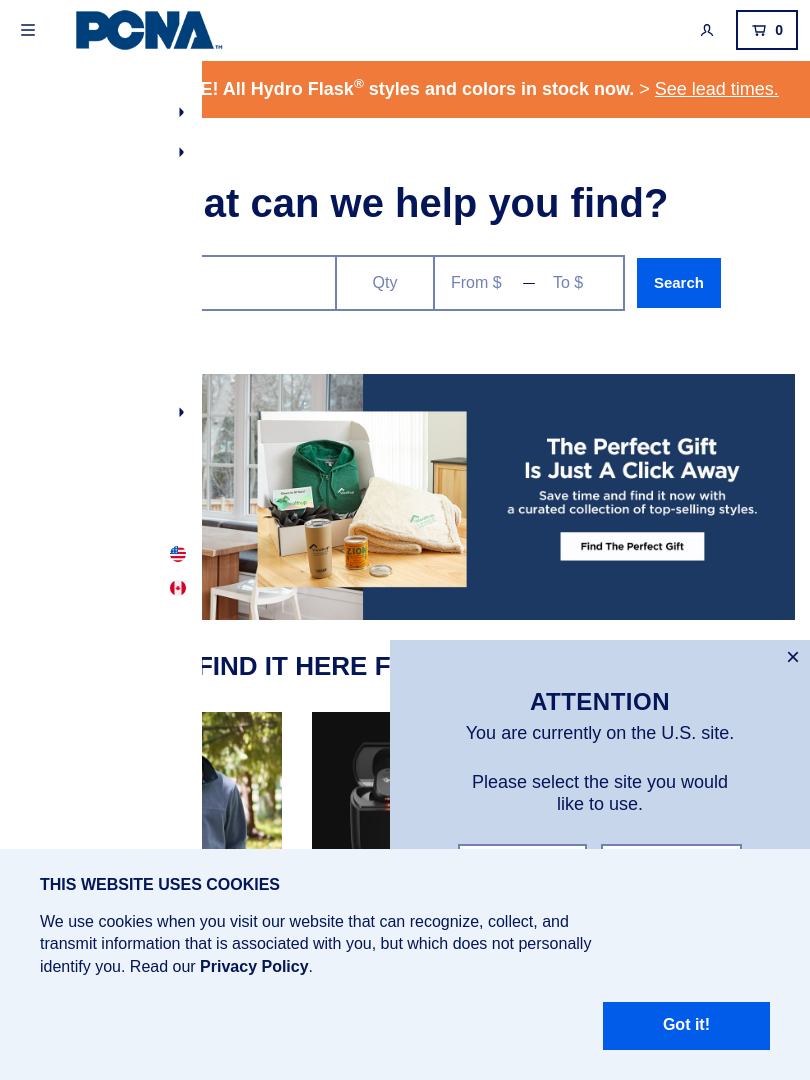 PCNA™
0
E! All Hydro Flask® styles and colors in stock now. > See lead times.
at can we help you find?
Qty
From $
To $
Search
The Perfect Gift
Is Just A Click Away
Save time and find it now with
a curated collection of top-selling styles.
Find The Perfect Gift
ZION
FIND IT HERE F
×
ATTENTION
You are currently on the U.S. site.
Please select the site you would
like to use.
THIS WEBSITE USES COOKIES
We use cookies when you visit our website that can recognize, collect, and
transmit information that is associated with you, but which does not personally
identify you. Read our Privacy Policy.
Got it!